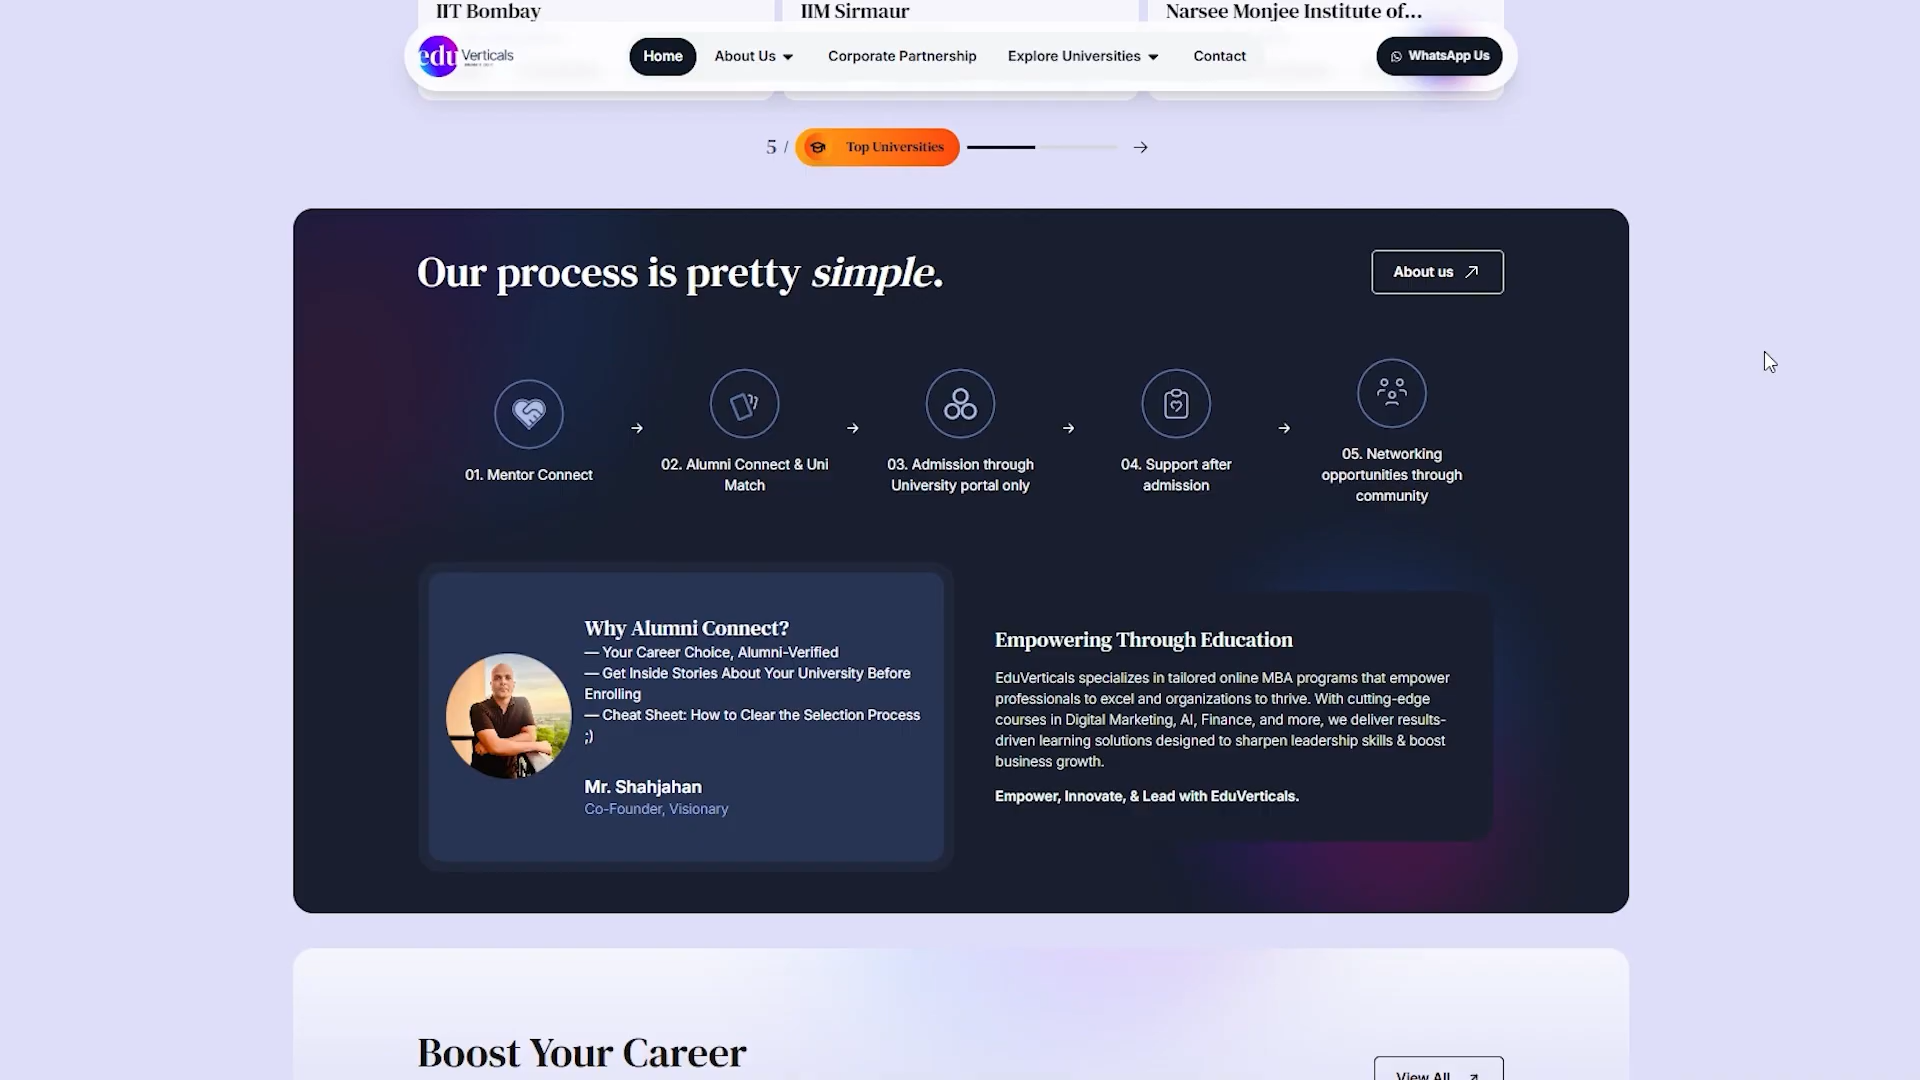 IIT Bombay
IIM Sirmaur
Narsee Monjee Institute of...
edu Verticals
Home
About Us
Corporate Partnership
Explore Universities
Contact
WhatsApp Us
5 /
Top Universities
Our process is pretty simple.
About us
01. Mentor Connect
02. Alumni Connect & Uni
Match
03. Admission through
University portal only
04. Support after
admission
05. Networking
opportunities through
community
Why Alumni Connect?
— Your Career Choice, Alumni-Verified
— Get Inside Stories About Your University Before
Enrolling
— Cheat Sheet: How to Clear the Selection Process
;)
Mr. Shahjahan
Co-Founder, Visionary
Empowering Through Education
EduVerticals specializes in tailored online MBA programs that empower
professionals to excel and organizations to thrive. With cutting-edge
courses in Digital Marketing, AI, Finance, and more, we deliver results-
driven learning solutions designed to sharpen leadership skills & boost
business growth.
Empower, Innovate, & Lead with EduVerticals.
Boost Your Career
View All